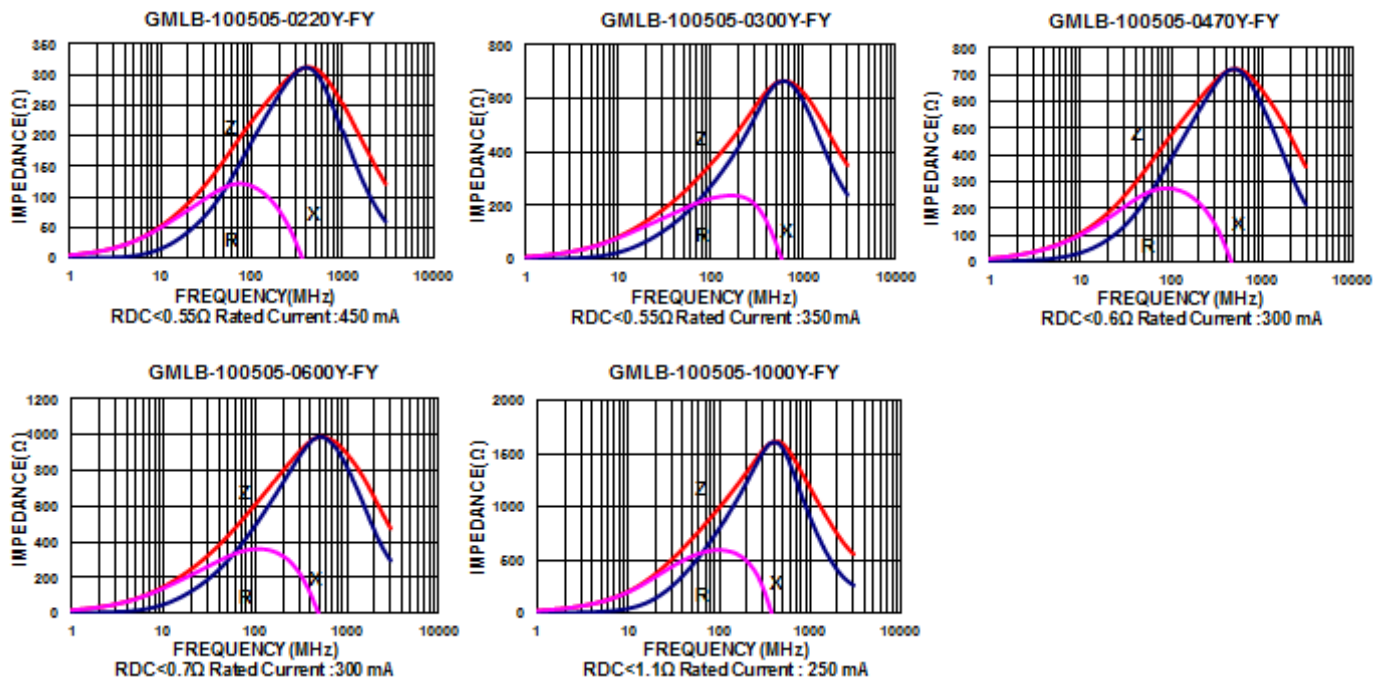 GMLB-100505-0220Y-FY
IMPEDANCE(Ω)
350
300
250
200
150
100
50
0
Z
R
X
1 10 100 1000 10000
FREQUENCY(MHz)
RDC<0.55Ω Rated Current :450 mA
GMLB-100505-0300Y-FY
IMPEDANCE(Ω)
800
600
400
200
0
Z
R
X
1 10 100 1000 10000
FREQUENCY (MHz)
RDC<0.55Ω Rated Current :350 mA
GMLB-100505-0470Y-FY
IMPEDANCE(Ω)
800
700
600
500
400
300
200
100
0
Z
R
X
1 10 100 1000 10000
FREQUENCY (MHz)
RDC<0.6Ω Rated Current :300 mA
GMLB-100505-0600Y-FY
IMPEDANCE(Ω)
1200
1000
800
600
400
200
0
Z
R
X
1 10 100 1000 10000
FREQUENCY (MHz)
RDC<0.7Ω Rated Current :300 mA
GMLB-100505-1000Y-FY
IMPEDANCE(Ω)
2000
1500
1000
500
0
Z
R
X
1 10 100 1000 10000
FREQUENCY (MHz)
RDC<1.1Ω Rated Current : 250 mA